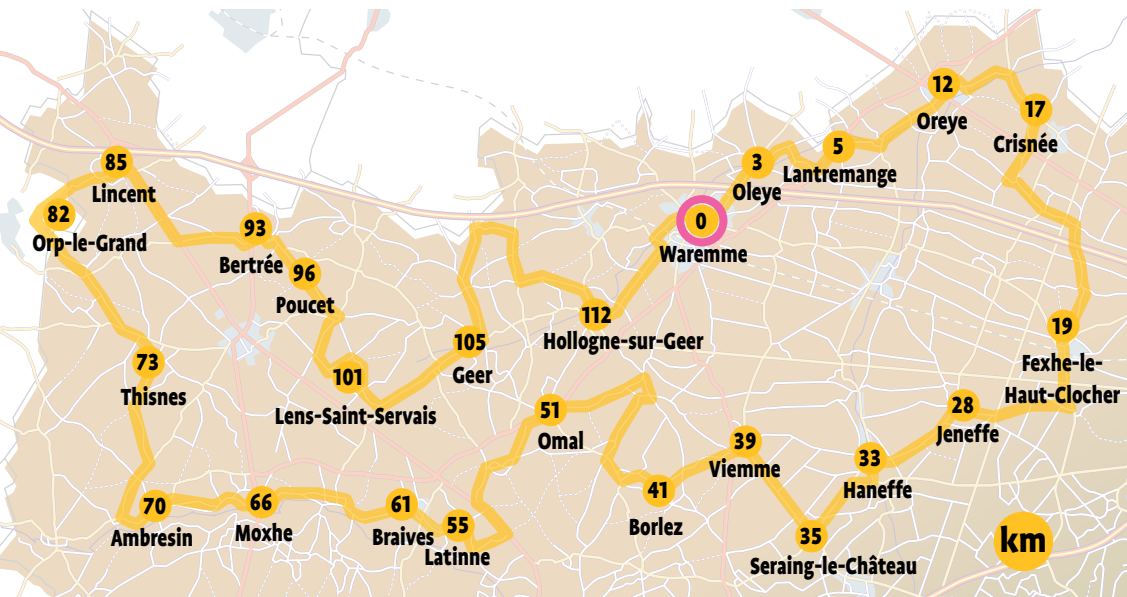 0
Waremme
3
Oleye
5
Lantremange
12
Oreye
17
Crisnée
19
Fexhe-le-
Haut-Clocher
28
Jeneffe
33
Haneffe
35
Seraing-le-Château
39
Viemme
41
Borlez
51
Omal
55
Latinne
61
Braives
66
Moxhe
70
Ambresin
73
Thisnes
82
Orp-le-Grand
85
Lincent
93
Bertrée
96
Poucet
101
Lens-Saint-Servais
105
Geer
112
Hollogne-sur-Geer
km